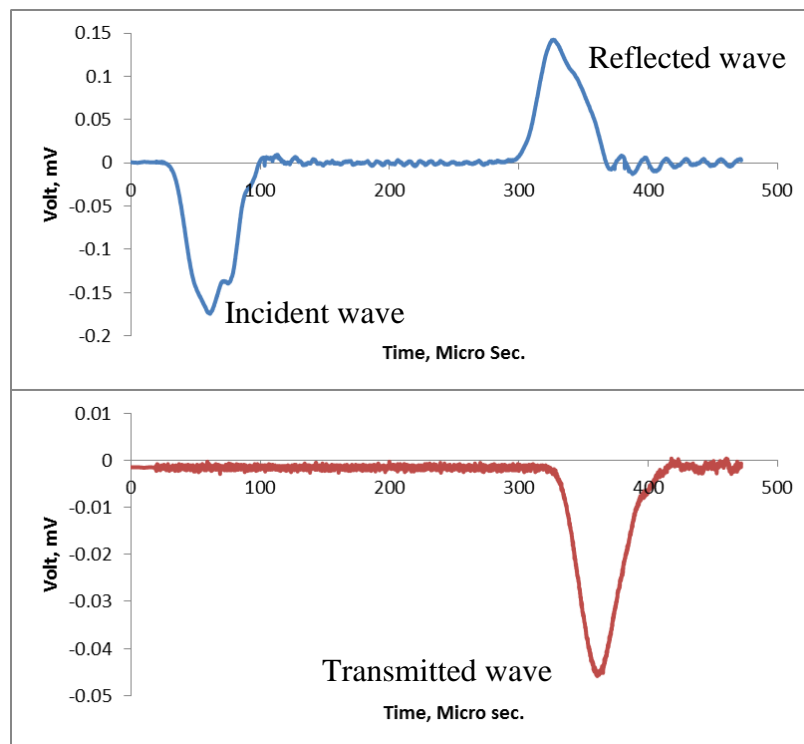 0.15
Reflected wave
0.1
0.05
0
0 100 200 300 400 500
-0.05
-0.1
-0.15
Incident wave
-0.2
Volt, mV
Time, Micro Sec.
0.01
0
0 100 200 300 400 500
-0.01
-0.02
-0.03
-0.04
Transmitted wave
-0.05
Volt, mV
Time, Micro sec.